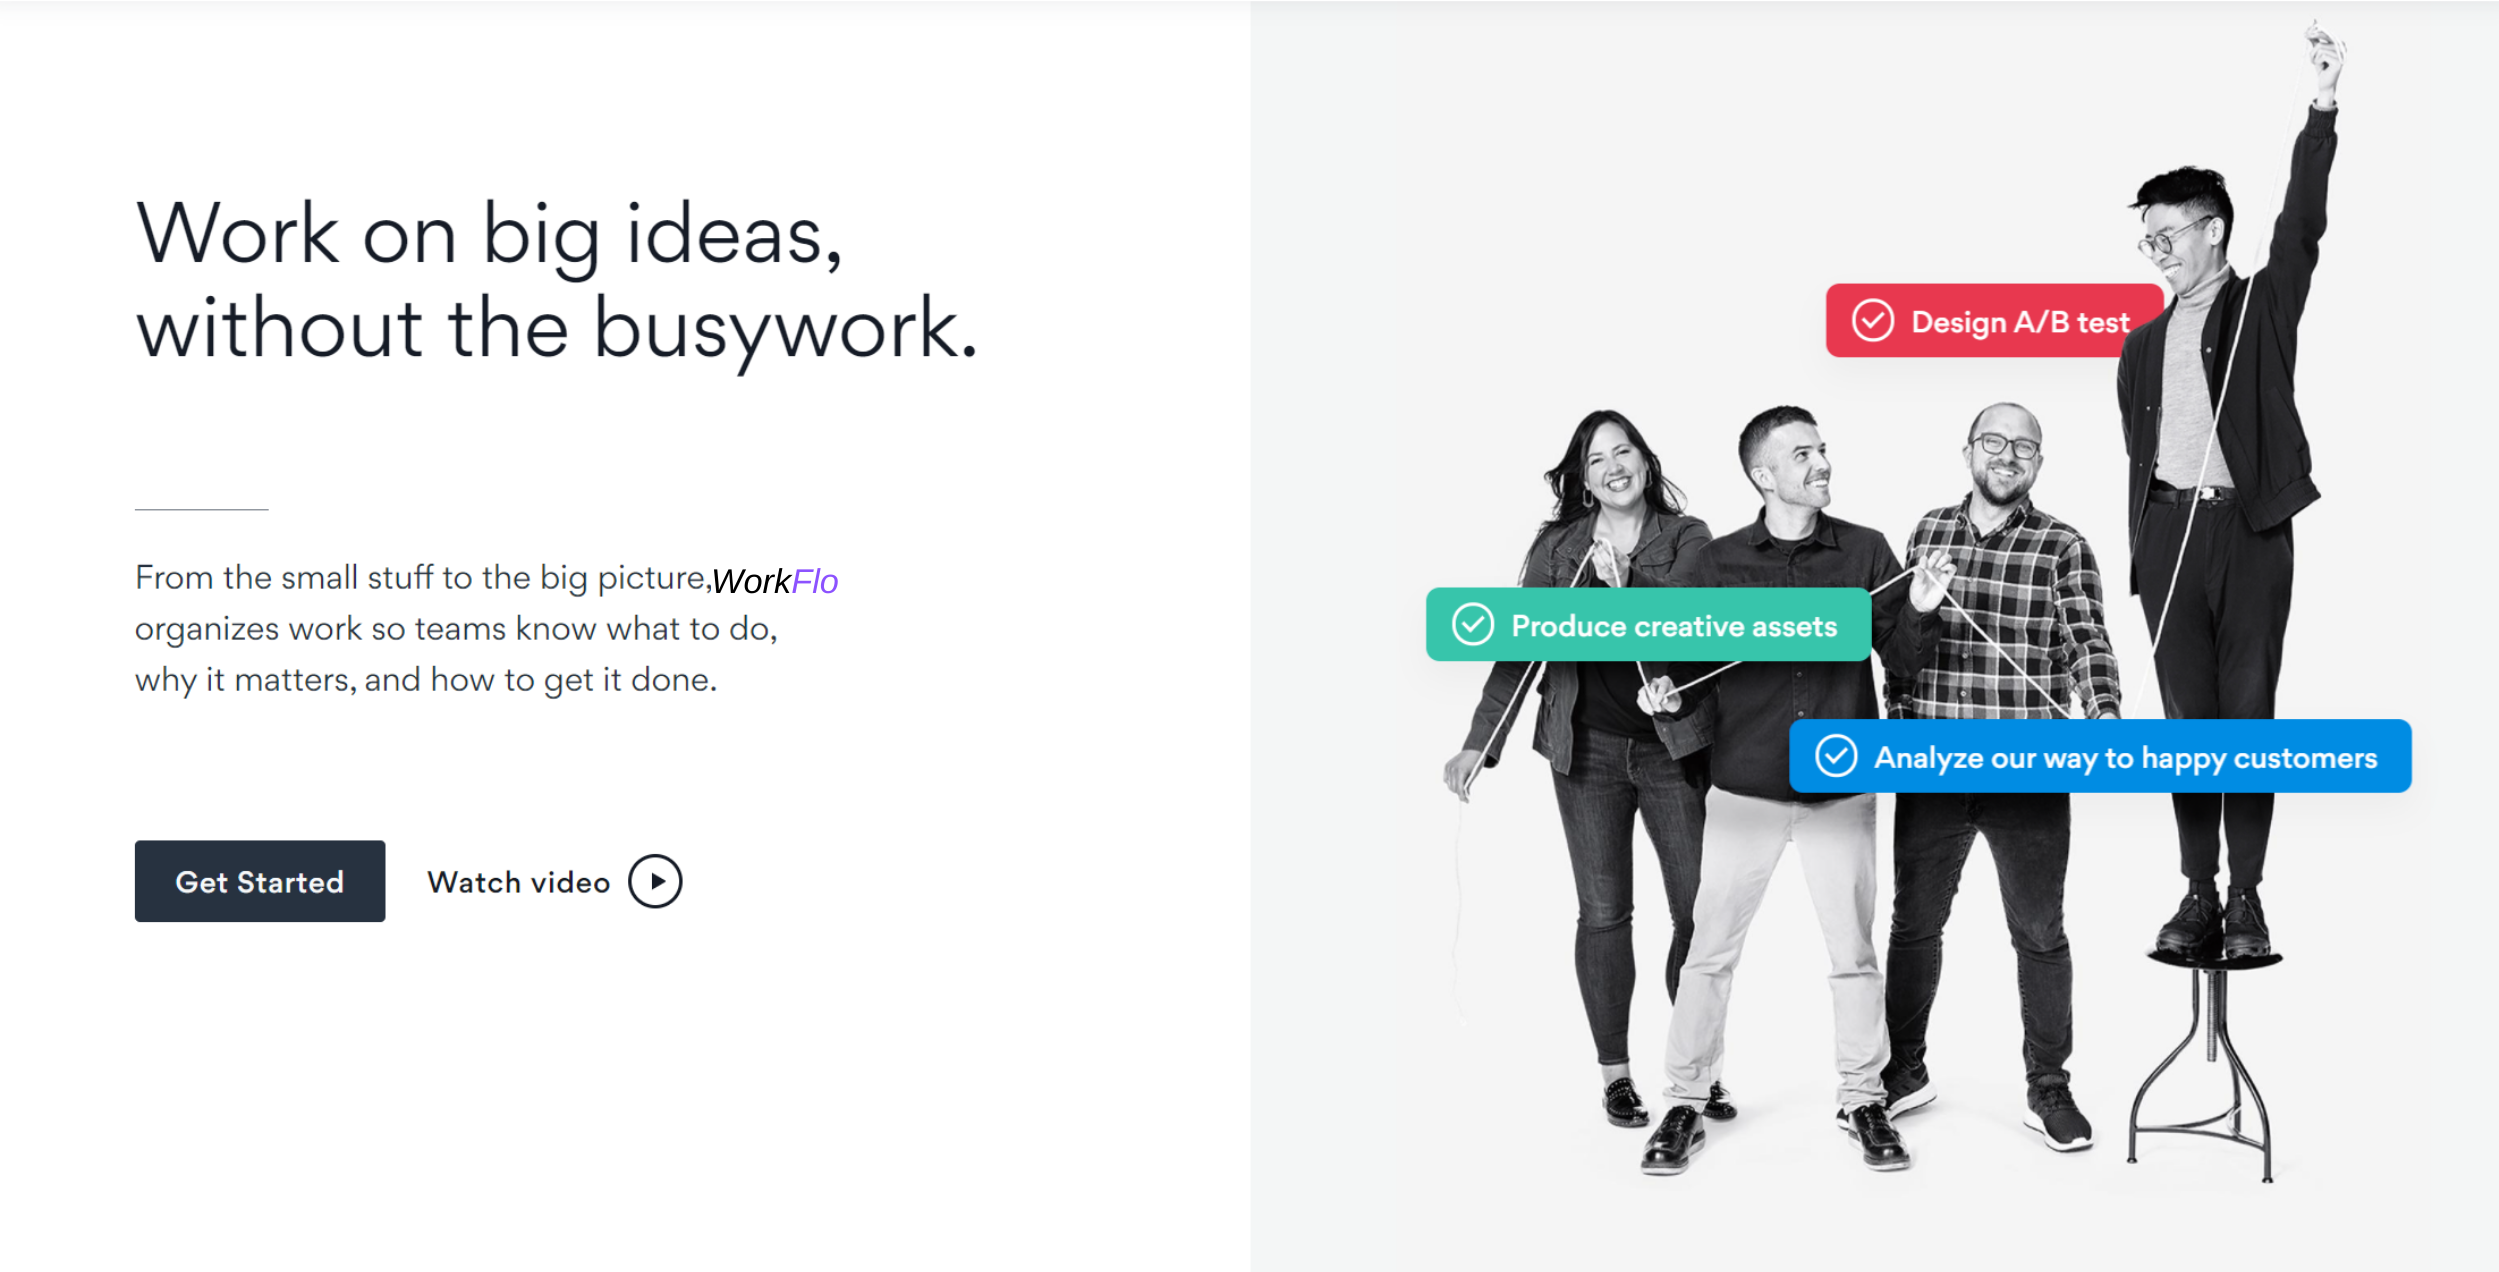 Work on big ideas,
without the busywork.
From the small stuff to the big picture,WorkFlo
organizes work so teams know what to do,
why it matters, and how to get it done.
Get Started
Watch video
Design A/B test
Produce creative assets
Analyze our way to happy customers